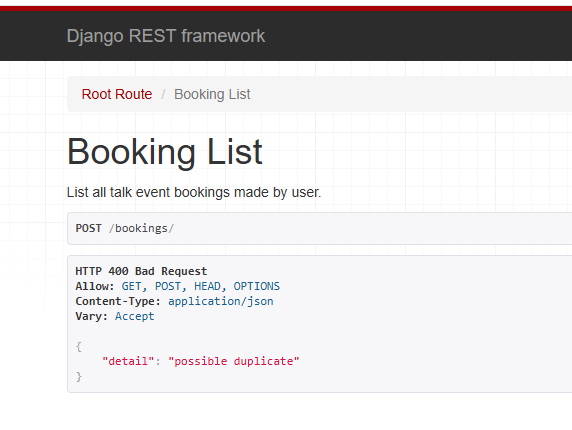 Django REST framework
Root Route / Booking List
Booking List
List all talk event bookings made by user.
POST /bookings/
HTTP 400 Bad Request
Allow: GET, POST, HEAD, OPTIONS
Content-Type: application/json
Vary: Accept
{
    "detail": "possible duplicate"
}